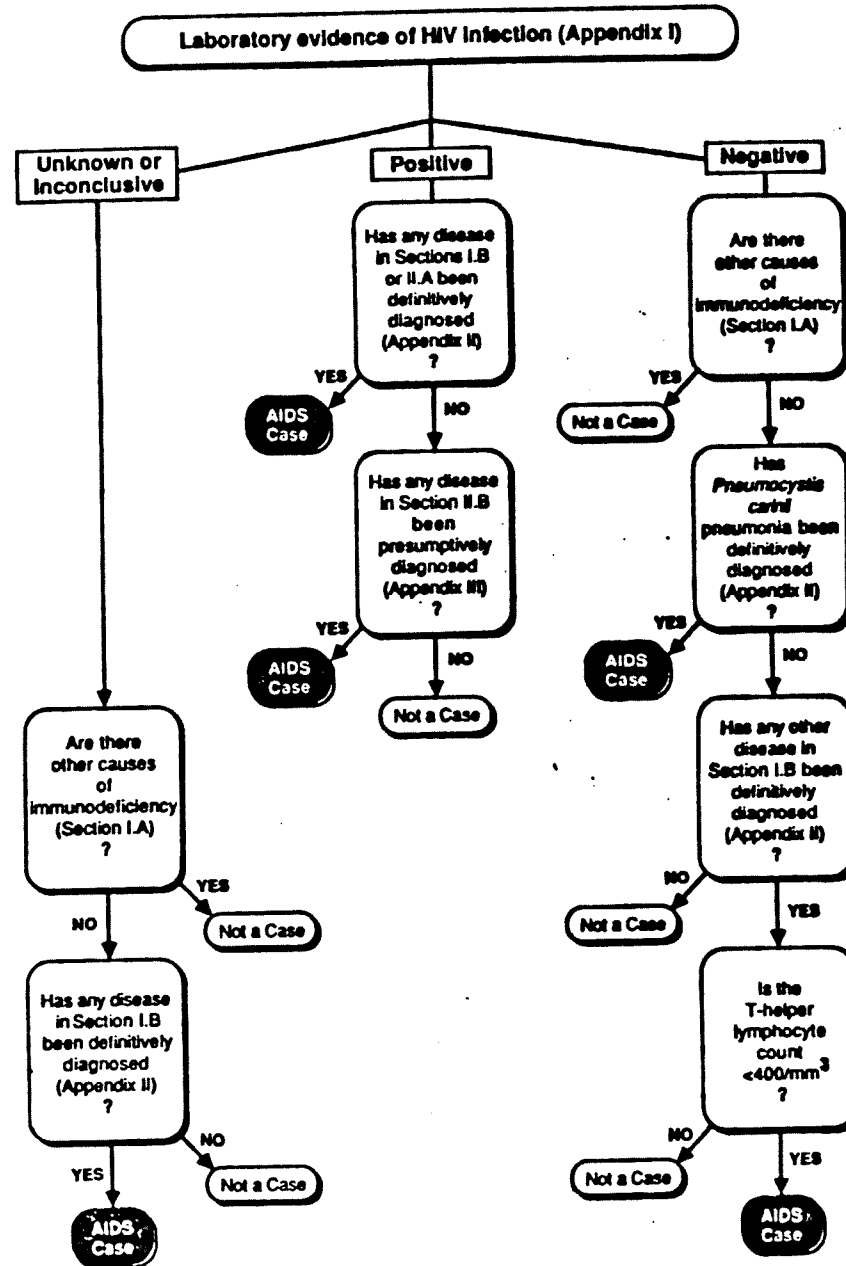 Laboratory evidence of HIV infection (Appendix I)
Unknown or
Inconclusive
Positive
Negative
Has any disease
in Sections I.B
or II.A been
definitively
diagnosed
(Appendix II)
?
YES
AIDS
Case
NO
Has any disease
in Section II.B
been
presumptively
diagnosed
(Appendix III)
?
YES
AIDS
Case
NO
Not a Case
Are there
other causes
of
immunodeficiency
(Section I.A)
?
YES
Not a Case
NO
Has
Pneumocystis
carinii
pneumonia been
definitively
diagnosed
(Appendix II)
?
YES
AIDS
Case
NO
Has any other
disease in
Section I.B been
definitively
diagnosed
(Appendix II)
?
NO
Not a Case
YES
Is the
T-helper
lymphocyte
count
<400/mm³
?
NO
Not a Case
YES
AIDS
Case
Are there
other causes
of
immunodeficiency
(Section I.A)
?
YES
Not a Case
NO
Has any disease
in Section I.B
been definitively
diagnosed
(Appendix II)
?
NO
Not a Case
YES
AIDS
Case